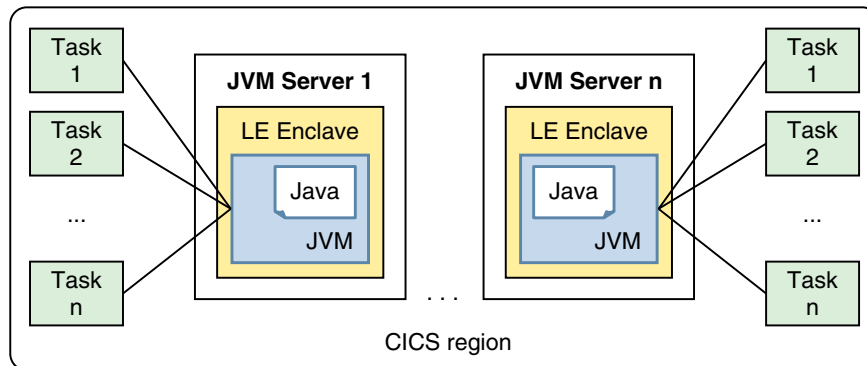 Task
1
Task
2
...
Task
n
JVM Server 1
LE Enclave
Java
JVM
. . .
JVM Server n
LE Enclave
Java
JVM
Task
1
Task
2
...
Task
n
CICS region